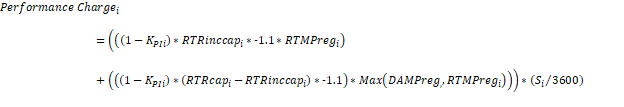 Performance Charge_i
= (((1 − K_PIi) * RTRinccap_i * -1.1 * RTMPreg_i)
+ (((1 − K_PIi) * (RTRcap_i − RTRinccap_i) * -1.1) * Max(DAMPreg, RTMPreg_i))) * (S_i/3600)